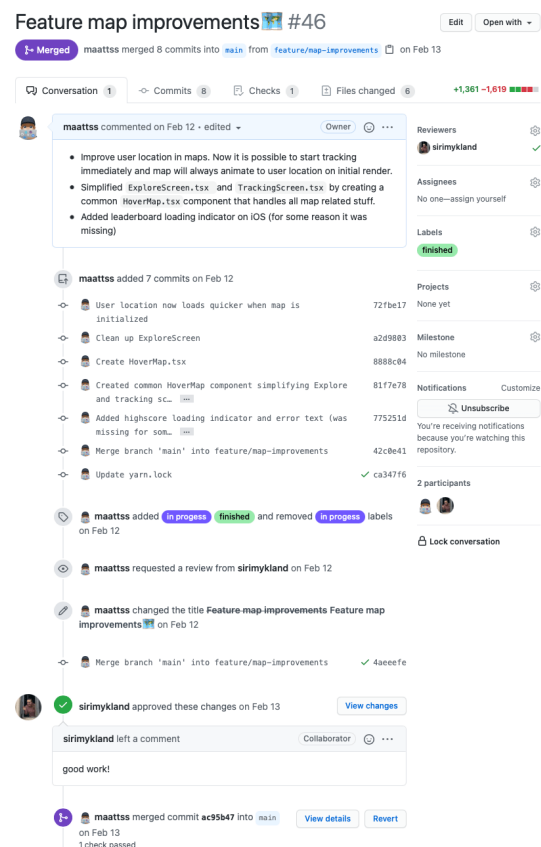 Feature map improvements #46
Edit
Open with
Merged
maattss merged 8 commits into main from feature/map-improvements on Feb 13
Conversation 1
Commits 8
Checks 1
Files changed 6
+1,361 −1,619
maattss commented on Feb 12 • edited
Owner
• Improve user location in maps. Now it is possible to start tracking
immediately and map will always animate to user location on initial render.
• Simplified ExploreScreen.tsx and TrackingScreen.tsx by creating a
common HoverMap.tsx component that handles all map related stuff.
• Added leaderboard loading indicator on iOS (for some reason it was
missing)
Reviewers
sirimykland
Assignees
No one—assign yourself
Labels
finished
Projects
None yet
Milestone
No milestone
Notifications
Customize
Unsubscribe
You're receiving notifications
because you're watching this
repository.
2 participants
Lock conversation
maattss added 7 commits on Feb 12
User location now loads quicker when map is
initialized
72fbe17
Clean up ExploreScreen
a2d9803
Create HoverMap.tsx
8888c04
Created common HoverMap component simplifying Explore
and tracking sc… …
81f7e78
Added highscore loading indicator and error text (was
missing for som… …
775251d
Merge branch 'main' into feature/map-improvements
42c0e41
Update yarn.lock
ca347f6
maattss added in progess finished and removed in progess labels
on Feb 12
maattss requested a review from sirimykland on Feb 12
maattss changed the title Feature map improvements Feature map
improvements on Feb 12
Merge branch 'main' into feature/map-improvements
4aeeefe
sirimykland approved these changes on Feb 13
View changes
sirimykland left a comment
Collaborator
good work!
maattss merged commit ac95b47 into main
on Feb 13
View details
Revert
1 check passed